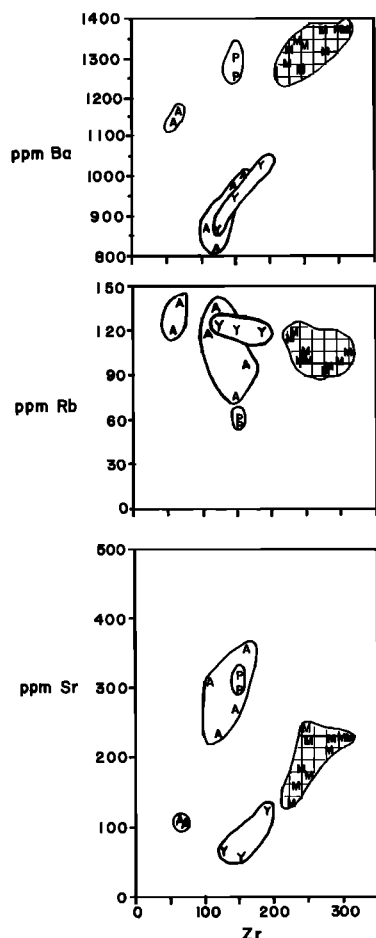 1400
1300
1200
1100
ppm Ba
1000
900
800
P
P
M
M
M
M
M
M
M
M
M
M
A
A
A
A
Y
Y
Y
A
A
150
120
90
ppm Rb
60
30
0
A
A
A
A
A
A
Y
Y
Y
P
P
M
M
M
M
M
M
M
M
M
500
400
ppm Sr
300
200
100
0
A
A
A
A
P
P
A
A
Y
Y
Y
M
M
M
M
M
M
M
M
M
0
100
200
300
Zr